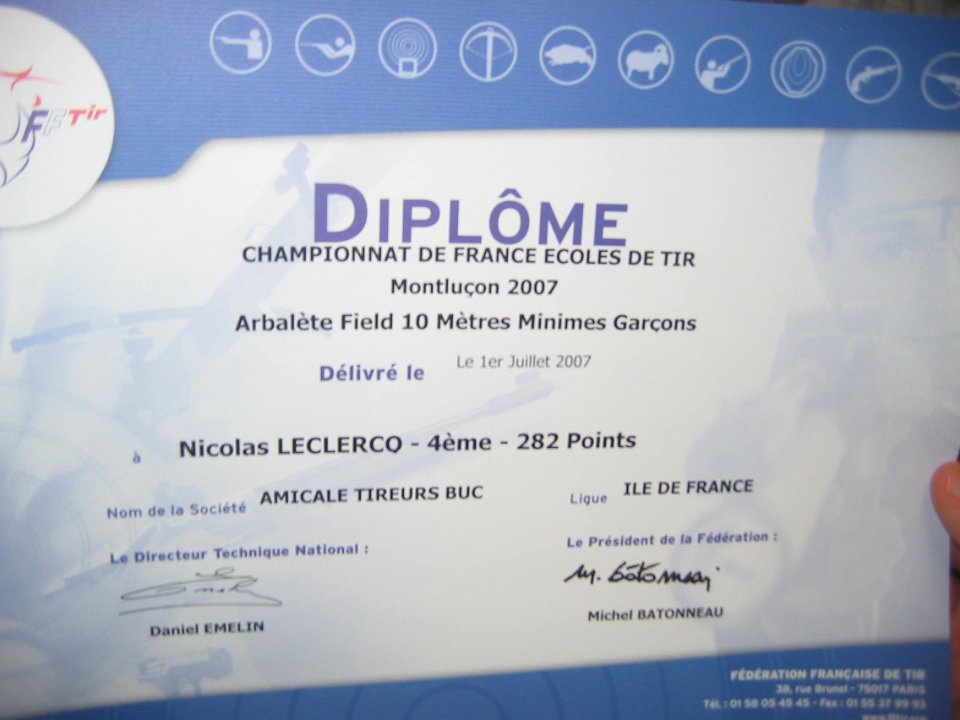 FFTir
DIPLÔME
CHAMPIONNAT DE FRANCE ECOLES DE TIR
Montluçon 2007
Arbalète Field 10 Mètres Minimes Garçons
Délivré le Le 1er Juillet 2007
à Nicolas LECLERCQ - 4ème - 282 Points
Nom de la Société AMICALE TIREURS BUC Ligue ILE DE FRANCE
Le Directeur Technique National : Le Président de la Fédération :
M. Batonneau
Daniel EMELIN Michel BATONNEAU
FÉDÉRATION FRANÇAISE DE TIR
38, rue Brunel - 75017 PARIS
Tél. : 01 58 05 45 45 - Fax : 01 55 37 99 93